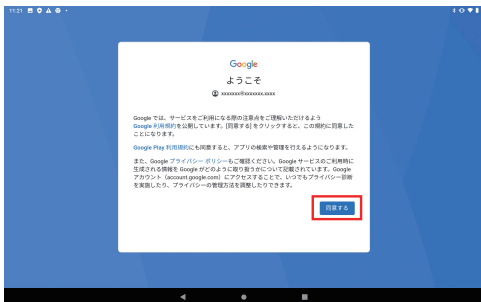 11:21
Google
ようこそ
xxxxxxx@xxxxxxx.xxxx
Google では、サービスをご利用になる際の注意点をご理解いただけるよう
Google 利用規約を公開しています。[同意する] をクリックすると、この規約に同意した
ことになります。
Google Play 利用規約にも同意すると、アプリの検索や管理を行えるようになります。
また、Google プライバシー ポリシーもご確認ください。Google サービスのご利用時に
生成される情報を Google がどのように取り扱うかについて記載されています。Google
アカウント（account.google.com）にアクセスすることで、いつでもプライバシー診断
を実施したり、プライバシーの管理方法を調整したりできます。
同意する